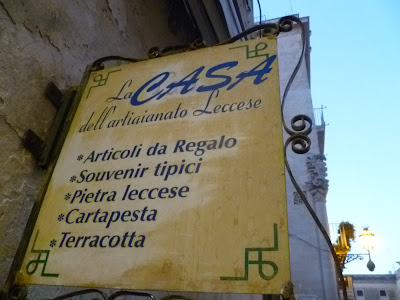 La CASA
dell'artigianato Leccese
*Articoli da Regalo
*Souvenir tipici
*Pietra leccese
*Cartapesta
*Terracotta